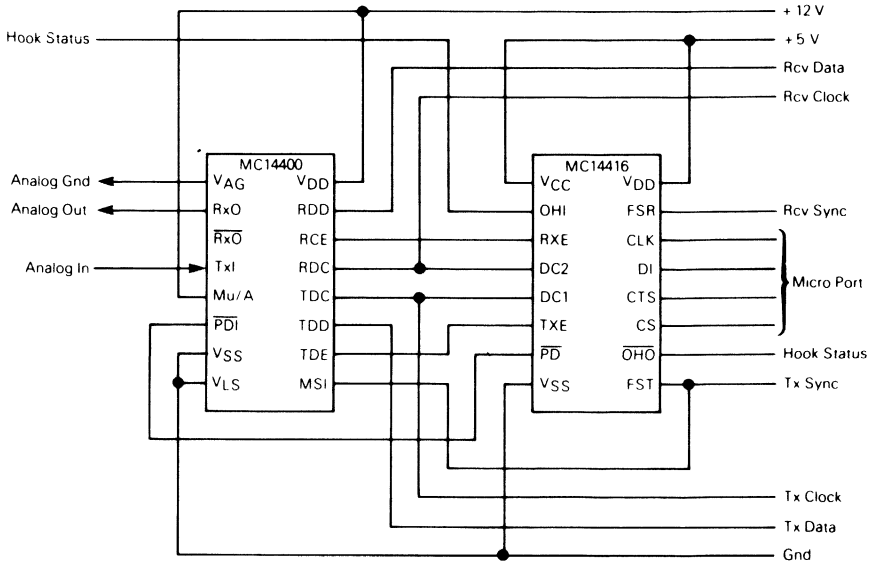 + 12 V
Hook Status
+ 5 V
Rcv Data
Rcv Clock
MC14400
MC14416
Analog Gnd
VAG
VDD
VCC
VDD
Analog Out
RxO
RDD
OHI
FSR
Rcv Sync
RxO
RCE
RXE
CLK
Analog In
TxI
RDC
DC2
DI
Micro Port
Mu/A
TDC
DC1
CTS
PDI
TDD
TXE
CS
VSS
TDE
PD
OHO
Hook Status
VLS
MSI
VSS
FST
Tx Sync
Tx Clock
Tx Data
Gnd